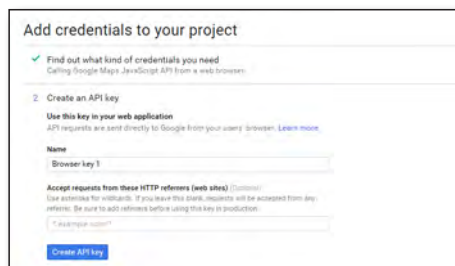 Add credentials to your project
Find out what kind of credentials you need
Calling Google Maps JavaScript API from a web browser.
2 Create an API key
Use this key in your web application
API requests are sent directly to Google from your users' browser. Learn more.
Name
Browser key 1
Accept requests from these HTTP referrers (web sites) (Optional)
Use asterisks for wildcards. If you leave this blank, requests will be accepted from any
referrer. Be sure to add referrers before using this key in production.
*.example.com/*
Create API key